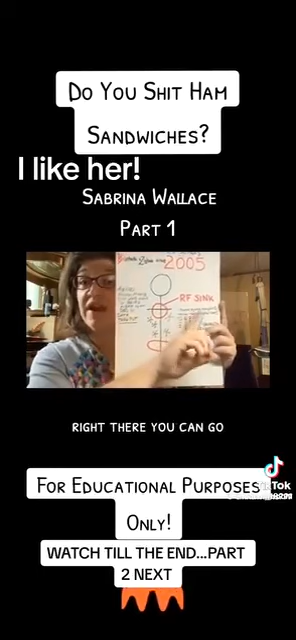 Do You Shit Ham
Sandwiches?
I like her!
Sabrina Wallace
Part 1
2005
RF SINK
RIGHT THERE YOU CAN GO
TikTok
For Educational Purposes
Only!
WATCH TILL THE END...PART
2 NEXT